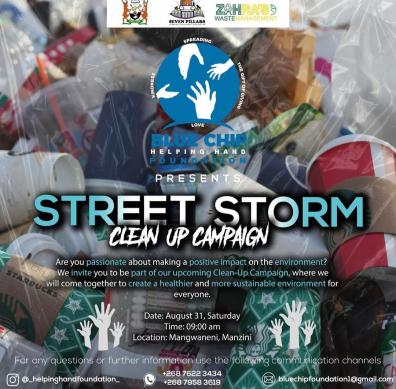 SEVEN PILLARS
ZAHRA'S
WASTE MANAGEMENT
KINDNESS
SPREADING
THE GIFT OF GIVING
LOVE
BLUE CHIP
HELPING HAND
FOUNDATION
PRESENTS
STREET STORM
CLEAN UP CAMPAIGN
Are you passionate about making a positive impact on the environment?
We invite you to be part of our upcoming Clean-Up Campaign, where we
will come together to create a healthier and more sustainable environment for
everyone.
Date: August 31, Saturday
Time: 09;00 am
Location: Mangwaneni, Manzini
For any questions or further information use the following communication channels
@_helpinghandfoundation_
+268 7622 3434
+268 7958 3619
bluechipfoundation1@gmail.com